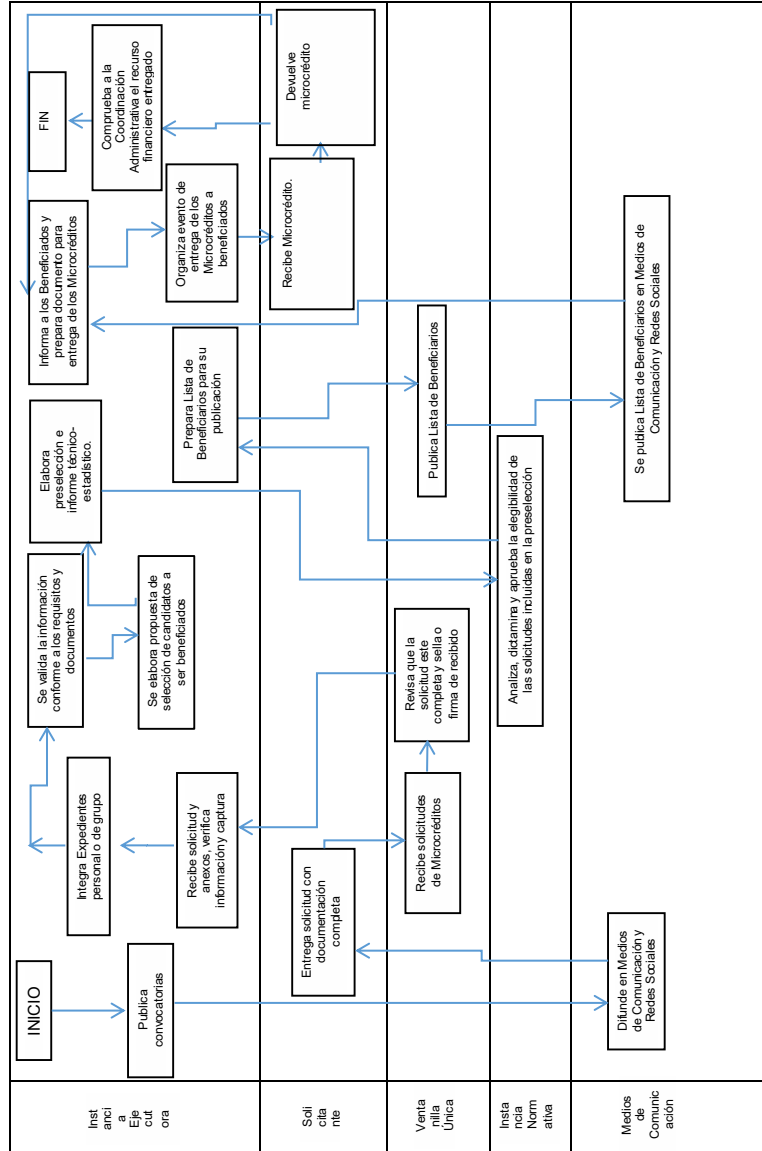 Inst
anci
a
Eje
cut
ora
INICIO
Publica
convocatorias
Integra Expedientes
personal o de grupo
Recibe solicitud y
anexos, verifica
información y captura
Se valida la información
conforme a los requisitos y
documentos
Se elabora propuesta de
selección de candidatos a
ser beneficiados
Elabora
preselección e
informe técnico-
estadístico.
Prepara Lista de
Beneficiarios para su
publicación
Informa a los Beneficiados y
prepara documento para
entrega de los Microcréditos
Organiza evento de
entrega de los
Microcréditos a
beneficiados
FIN
Comprueba a la
Coordinación
Administrativa el recurso
financiero entregado
Soli
cita
nte
Entrega solicitud con
documentación
completa
Recibe Microcrédito.
Devuelve
microcrédito
Venta
nilla
Única
Recibe solicitudes
de Microcréditos
Revisa que la
solicitud este
completa y sella o
firma de recibido
Publica Lista de Beneficiarios
Insta
ncia
Norm
ativa
Analiza, dictamina y aprueba la elegibilidad de
las solicitudes incluidas en la preselección
Medios
de
Comunic
ación
Difunde en Medios
de Comunicación y
Redes Sociales
Se publica Lista de Beneficiarios en Medios de
Comunicación y Redes Sociales